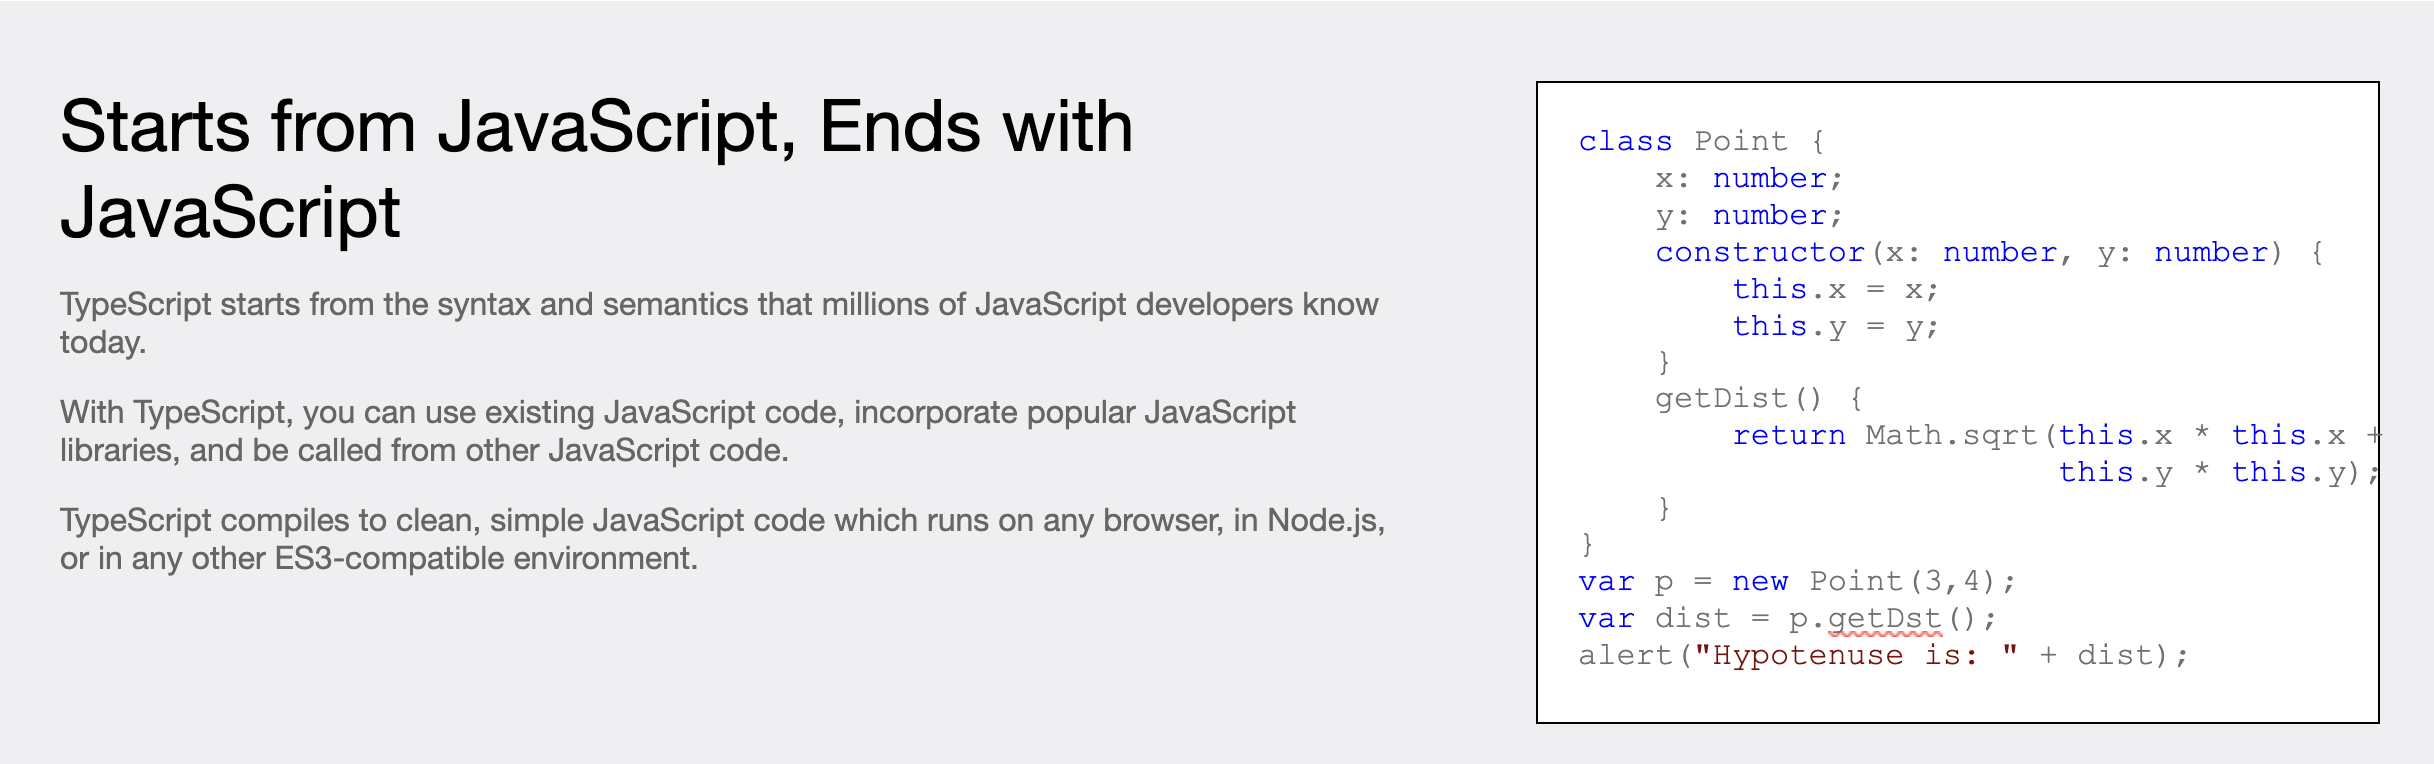 Starts from JavaScript, Ends with
JavaScript
TypeScript starts from the syntax and semantics that millions of JavaScript developers know
today.
With TypeScript, you can use existing JavaScript code, incorporate popular JavaScript
libraries, and be called from other JavaScript code.
TypeScript compiles to clean, simple JavaScript code which runs on any browser, in Node.js,
or in any other ES3-compatible environment.
class Point {
    x: number;
    y: number;
    constructor(x: number, y: number) {
        this.x = x;
        this.y = y;
    }
    getDist() {
        return Math.sqrt(this.x * this.x +
                         this.y * this.y);
    }
}
var p = new Point(3,4);
var dist = p.getDst();
alert("Hypotenuse is: " + dist);